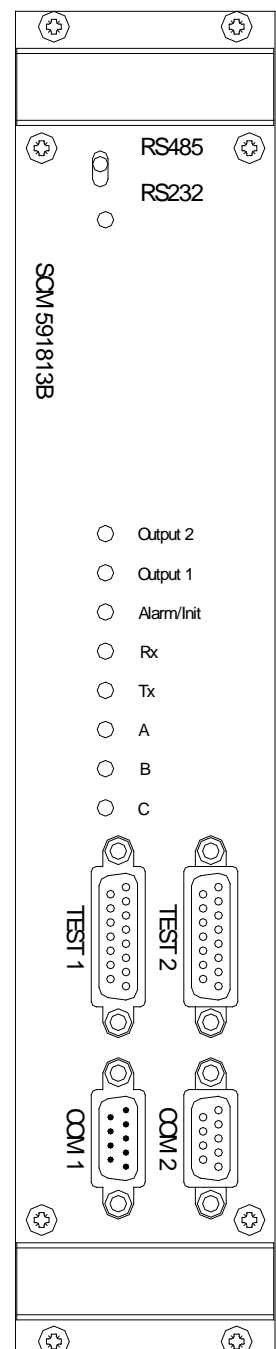 RS485
RS232
SCM 591813B
Output 2
Output 1
Alarm/Init
Rx
Tx
A
B
C
TEST 1
TEST 2
COM 1
COM 2